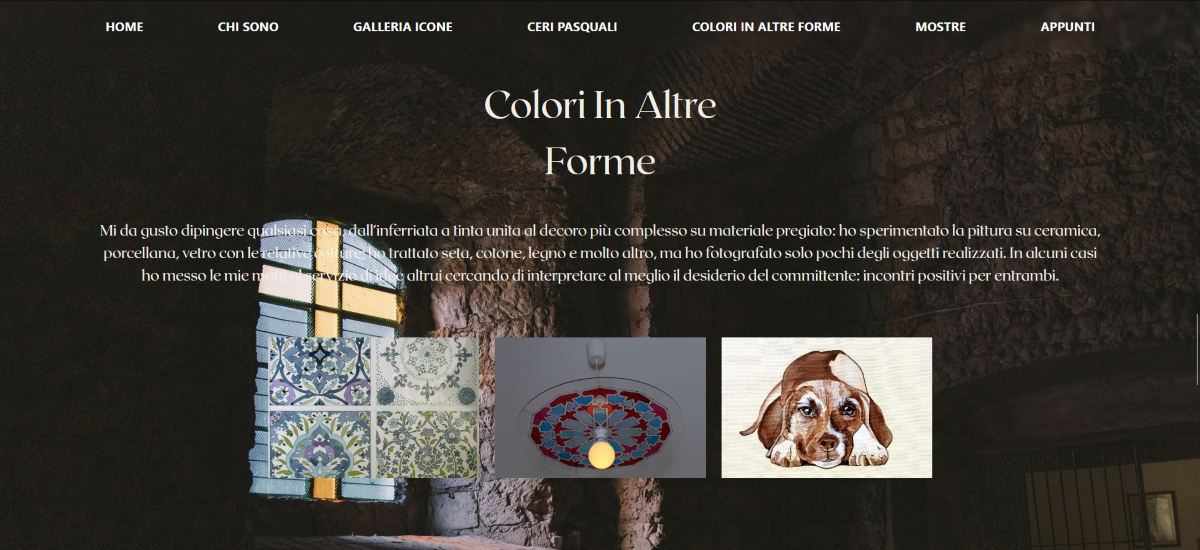 HOME CHI SONO GALLERIA ICONE CERI PASQUALI COLORI IN ALTRE FORME MOSTRE APPUNTI
Colori In Altre
Forme
Mi da gusto dipingere qualsiasi cosa, dall'inferriata a tinta unita al decoro più complesso su materiale pregiato: ho sperimentato la pittura su ceramica,
porcellana, vetro con le relative cotture; ho trattato seta, cotone, legno e molto altro, ma ho fotografato solo pochi degli oggetti realizzati. In alcuni casi
ho messo le mie mani al servizio di idee altrui cercando di interpretare al meglio il desiderio del committente: incontri positivi per entrambi.